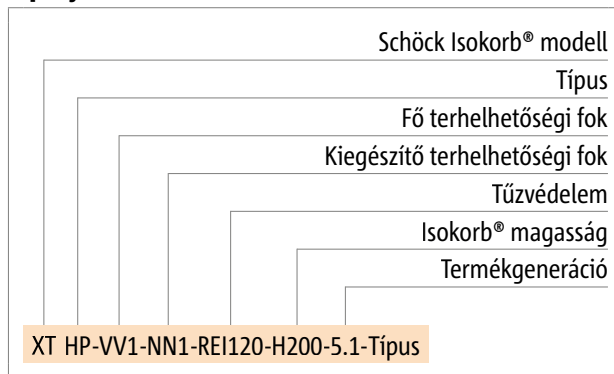 Schöck Isokorb® modell
Típus
Fő terhelhetőségi fok
Kiegészítő terhelhetőségi fok
Tűzvédelem
Isokorb® magasság
Termékgeneráció
XT HP-VV1-NN1-REI120-H200-5.1-Típus